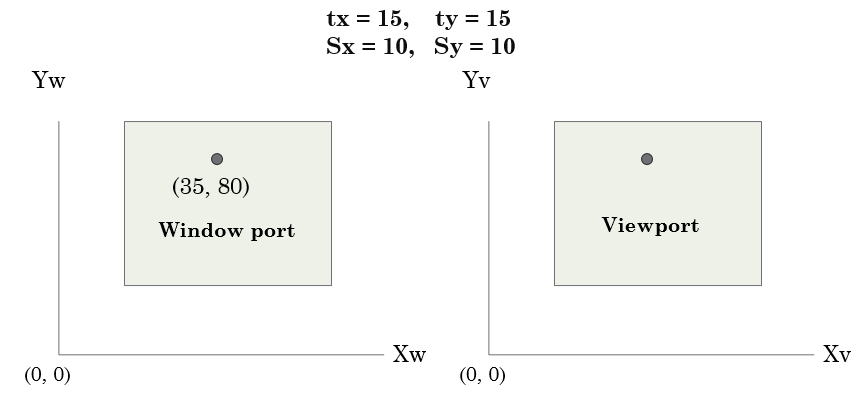 tx = 15, ty = 15
Sx = 10, Sy = 10
Yw
Yv
(35, 80)
Window port
Viewport
Xw
Xv
(0, 0)
(0, 0)